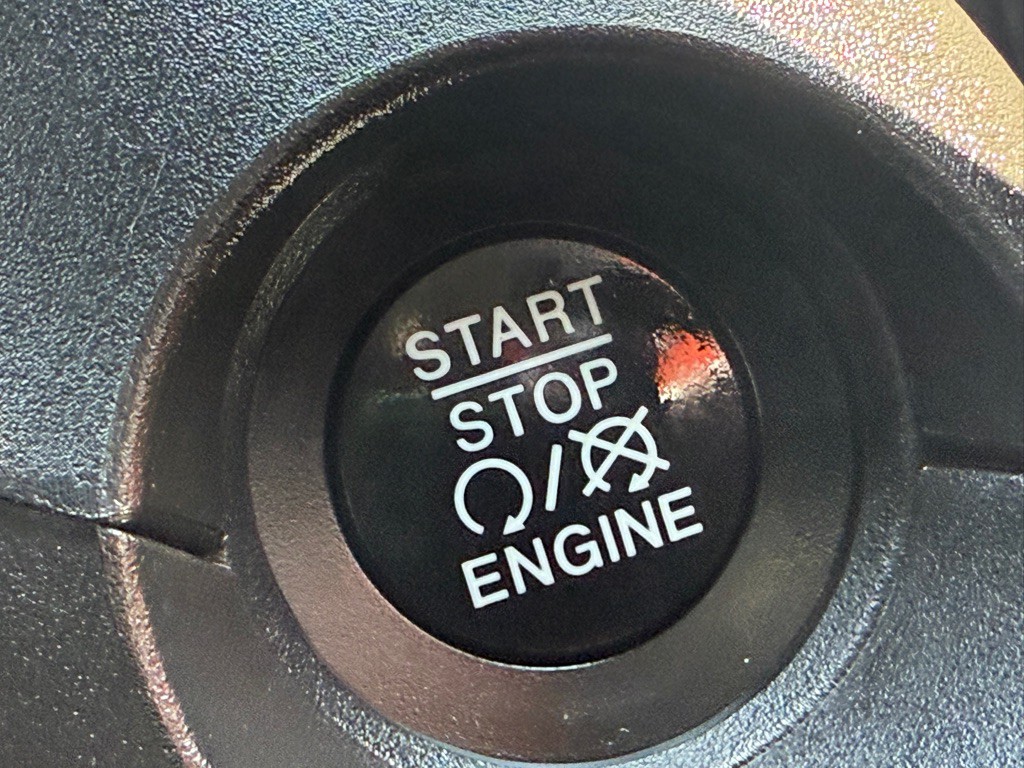 START
STOP
/
ENGINE